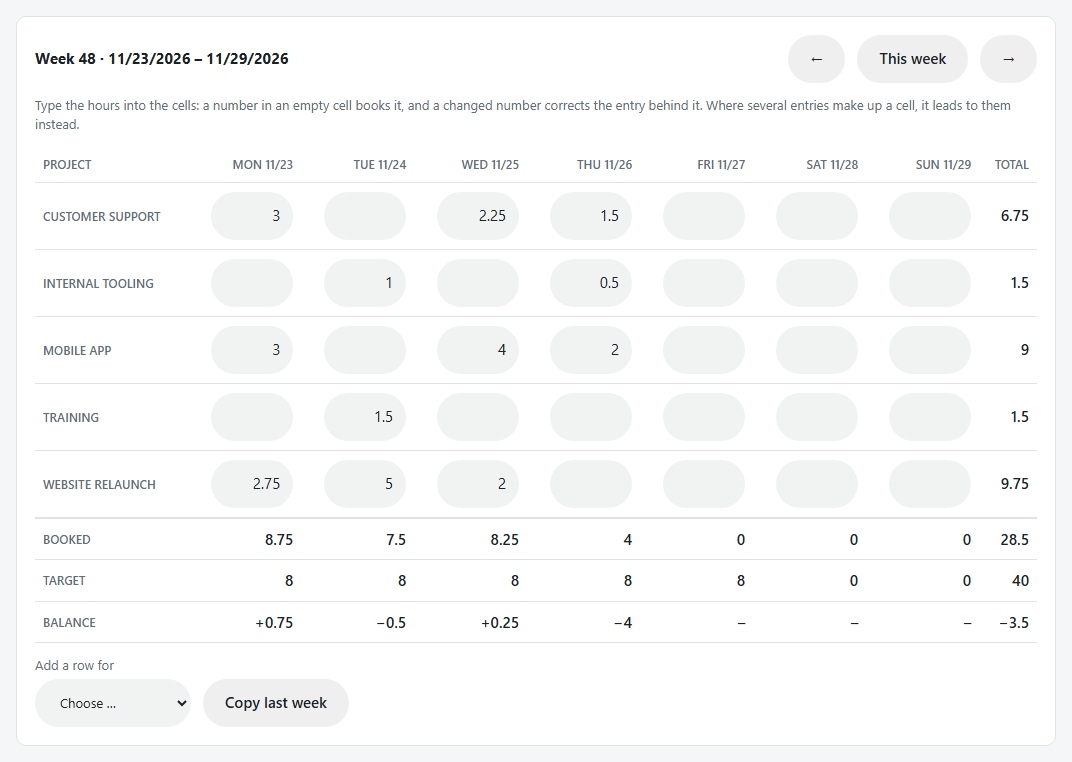 Week 48 · 11/23/2026 – 11/29/2026
← This week →
Type the hours into the cells: a number in an empty cell books it, and a changed number corrects the entry behind it. Where several entries make up a cell, it leads to them
instead.
PROJECT MON 11/23 TUE 11/24 WED 11/25 THU 11/26 FRI 11/27 SAT 11/28 SUN 11/29 TOTAL
CUSTOMER SUPPORT 3 2.25 1.5 6.75
INTERNAL TOOLING 1 0.5 1.5
MOBILE APP 3 4 2 9
TRAINING 1.5 1.5
WEBSITE RELAUNCH 2.75 5 2 9.75
BOOKED 8.75 7.5 8.25 4 0 0 0 28.5
TARGET 8 8 8 8 8 0 0 40
BALANCE +0.75 −0.5 +0.25 −4 – – – −3.5
Add a row for
Choose ... Copy last week